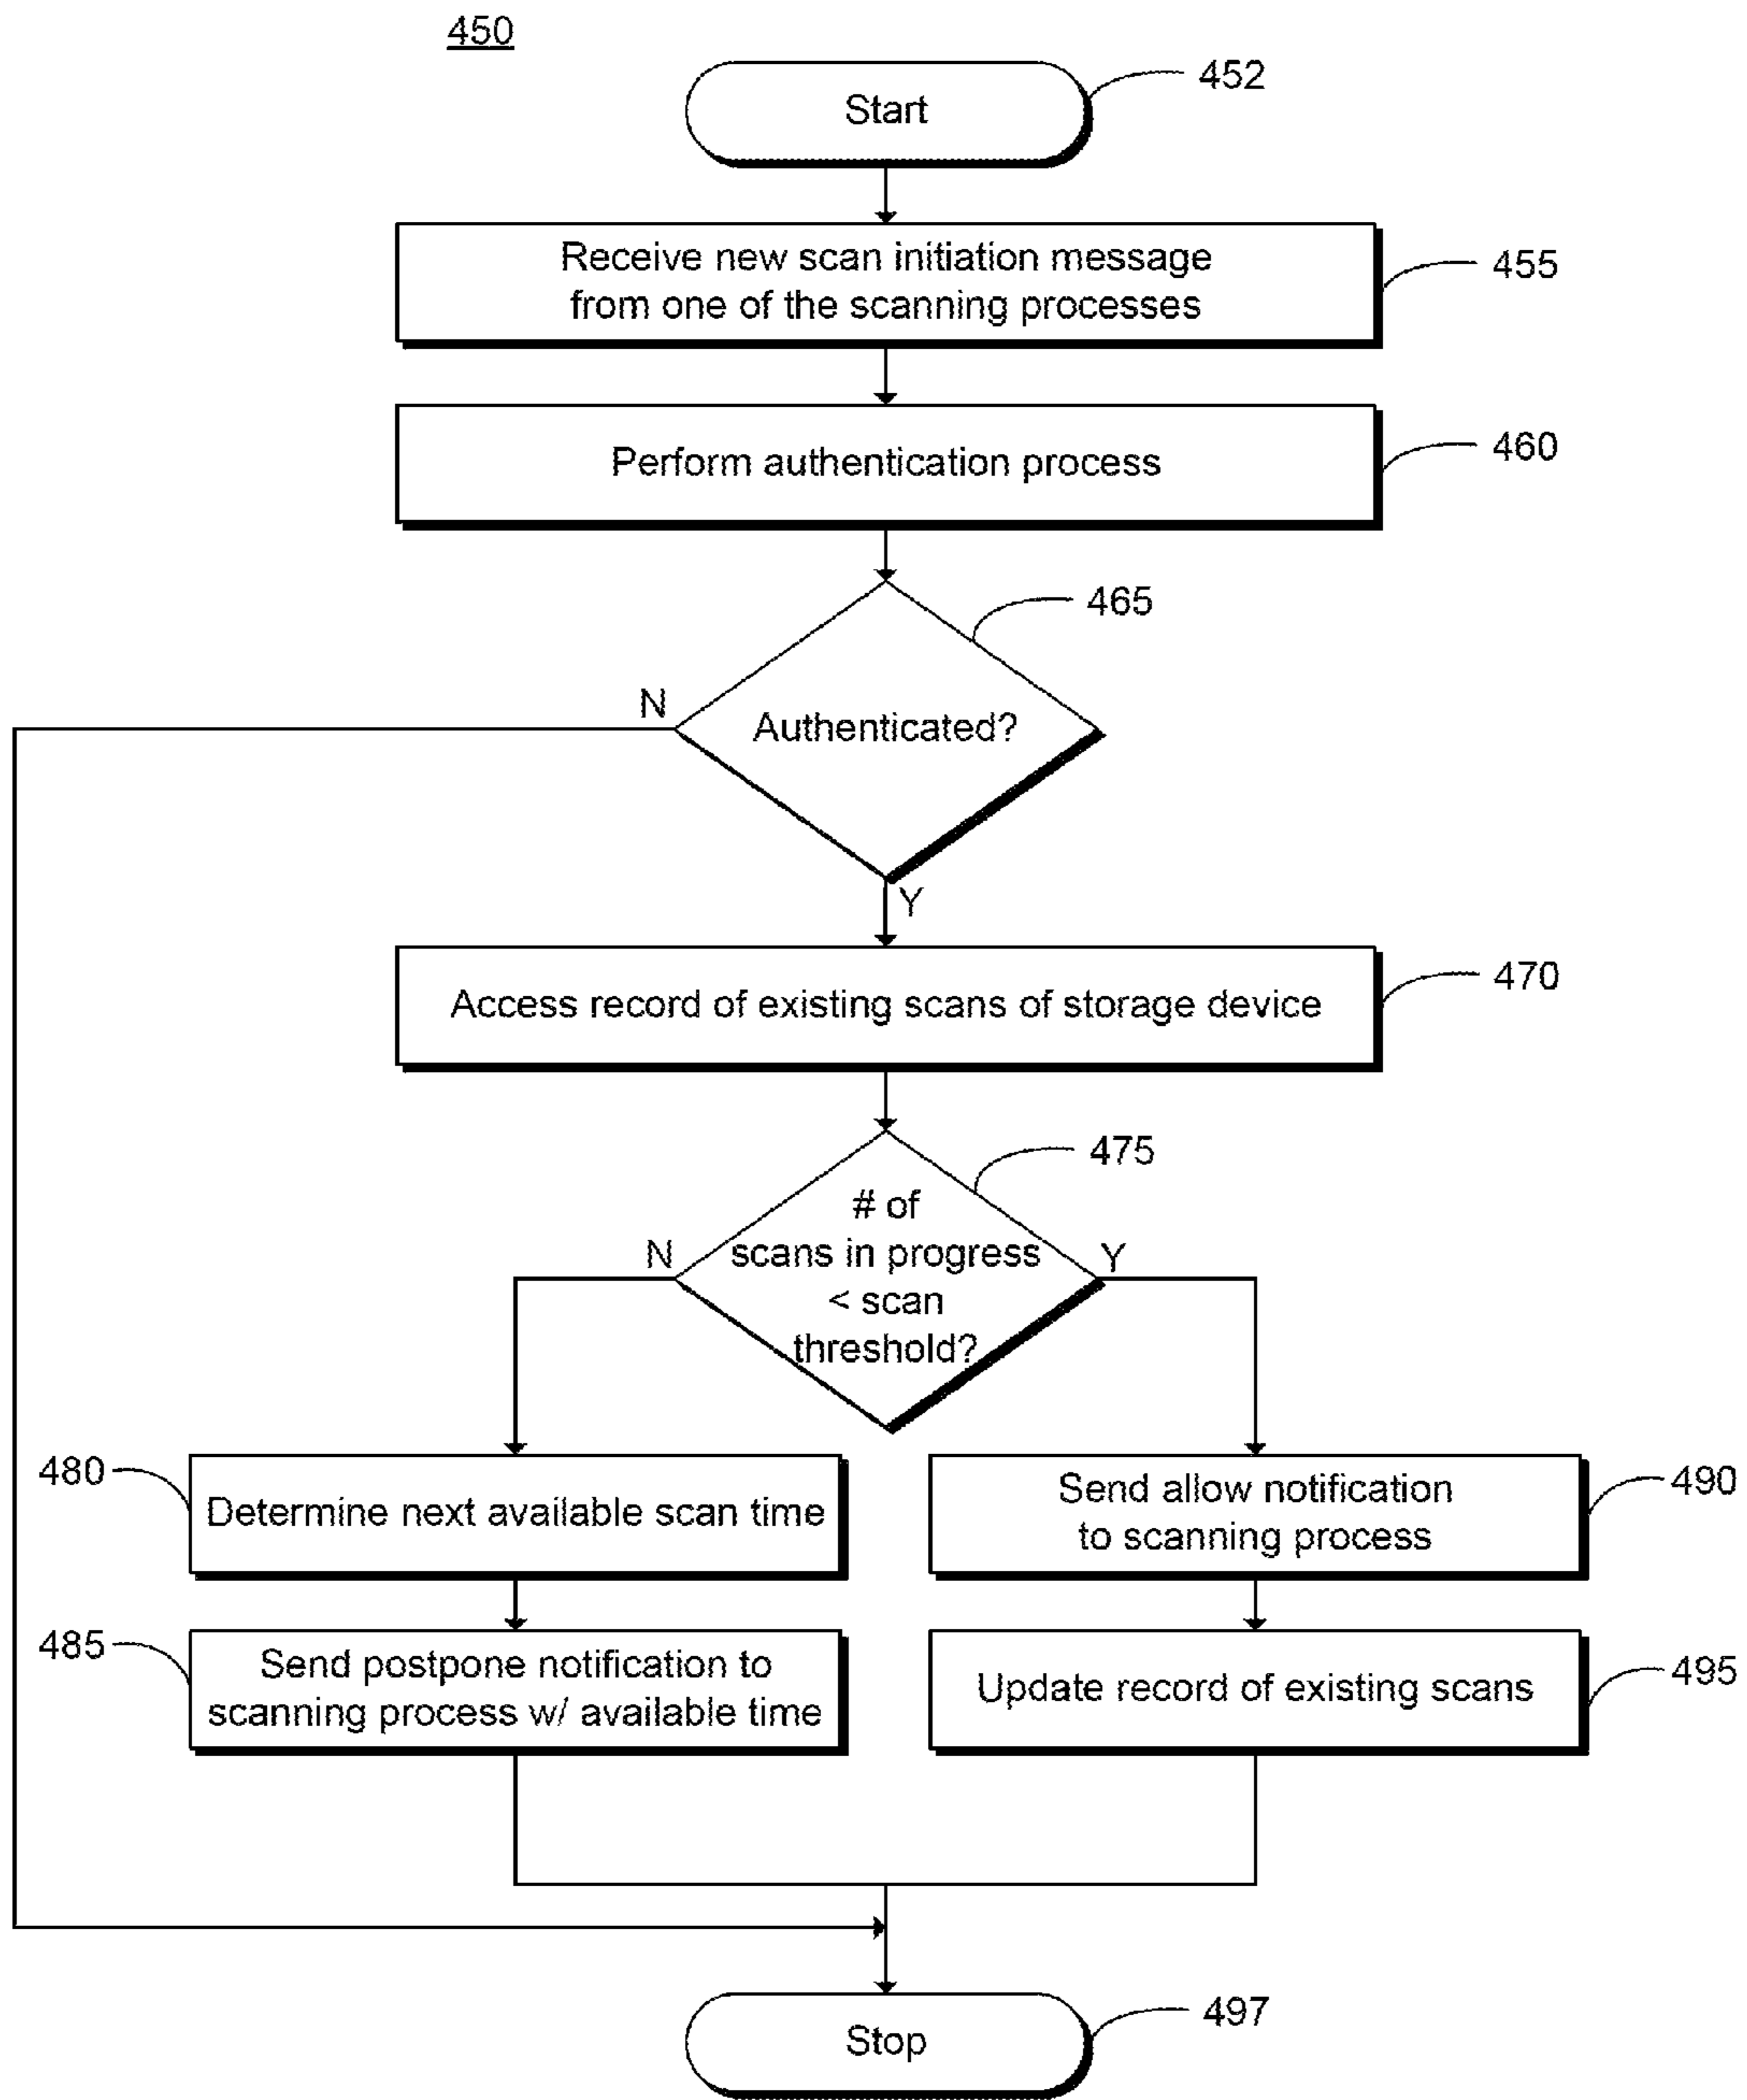 450
Start
452
Receive new scan initiation message
from one of the scanning processes
455
Perform authentication process
460
465
N
Authenticated?
Y
Access record of existing scans of storage device
470
475
# of
scans in progress
< scan
threshold?
N
Y
480
Determine next available scan time
Send allow notification
to scanning process
490
485
Send postpone notification to
scanning process w/ available time
Update record of existing scans
495
Stop
497